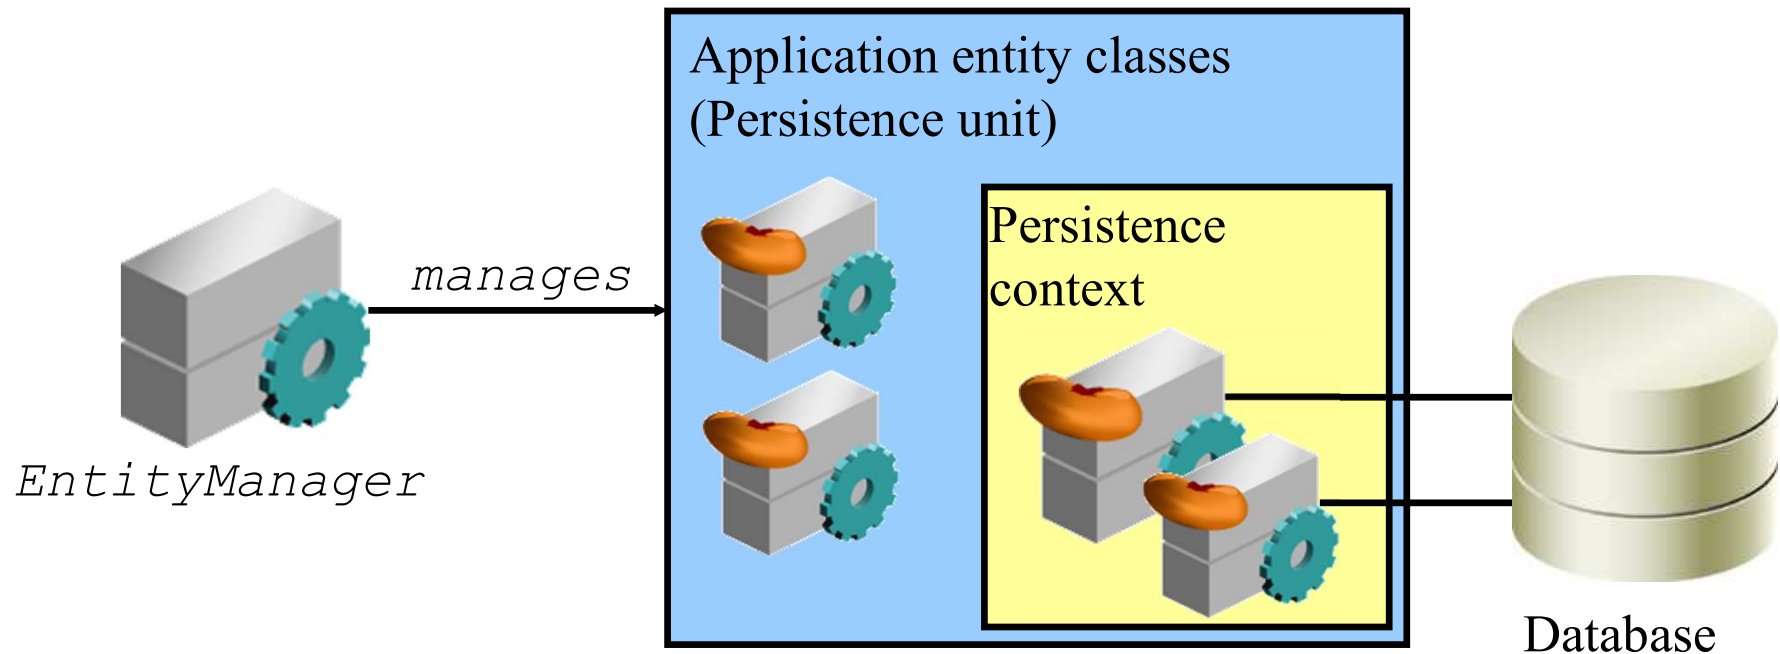 Application entity classes
(Persistence unit)
Persistence
context
manages
EntityManager
Database